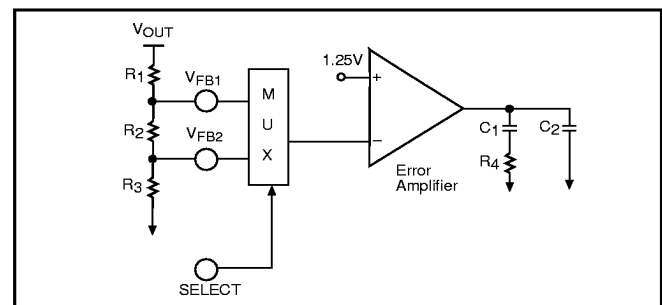 VOUT
R1
VFB1
R2
VFB2
R3
M
U
X
SELECT
1.25V
+
–
Error
Amplifier
C1
R4
C2